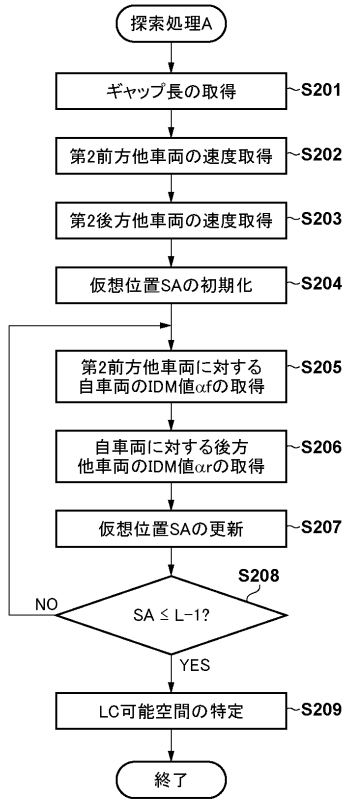 探索処理A
ギャップ長の取得
S201
第2前方他車両の速度取得
S202
第2後方他車両の速度取得
S203
仮想位置SAの初期化
S204
第2前方他車両に対する
自車両のIDM値αfの取得
S205
自車両に対する後方
他車両のIDM値αrの取得
S206
仮想位置SAの更新
S207
S208
SA ≤ L-1?
NO
YES
LC可能空間の特定
S209
終了